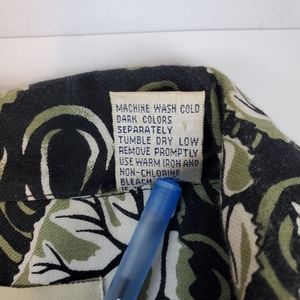 MACHINE WASH COLD
DARK COLORS
SEPARATELY
TUMBLE DRY LOW
REMOVE PROMPTLY
USE WARM IRON AND
NON-CHLORINE
BLEACH